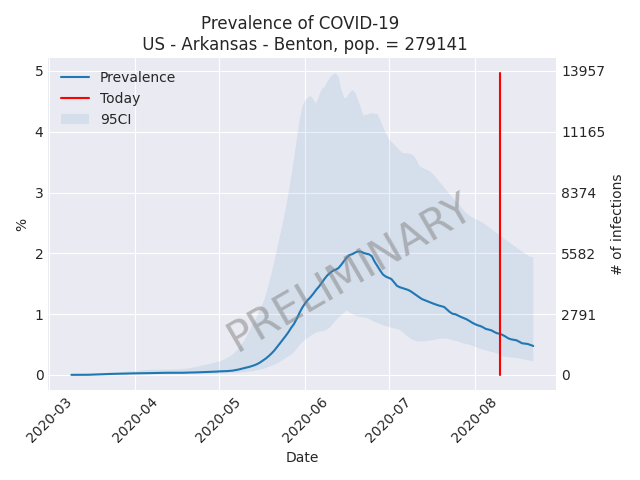 Prevalence of COVID-19
US - Arkansas - Benton, pop. = 279141
Prevalence
Today
95CI
5
4
3
2
1
0
%
13957
11165
8374
5582
2791
0
# of infections
PRELIMINARY
2020-03
2020-04
2020-05
2020-06
2020-07
2020-08
Date